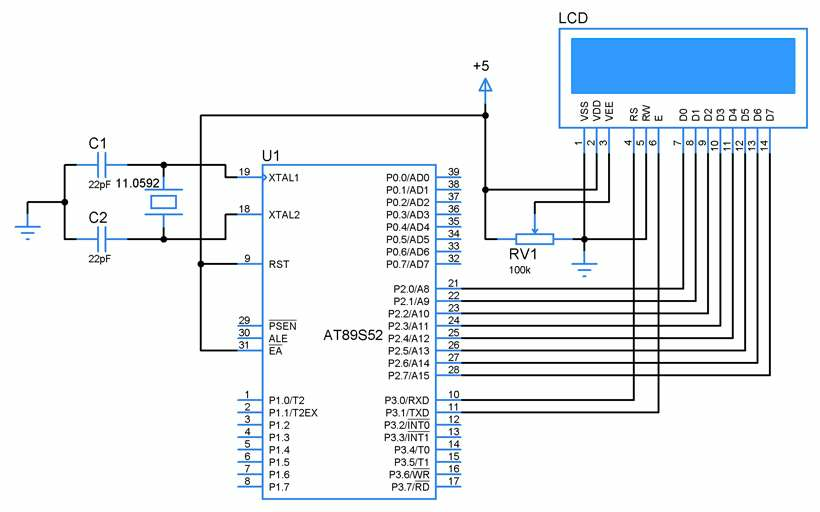 LCD
+5
VSS
VDD
VEE
RS
RW
E
D0
D1
D2
D3
D4
D5
D6
D7
1
2
3
4
5
6
7
8
9
10
11
12
13
14
C1
22pF
11.0592
C2
22pF
RV1
100k
U1
AT89S52
19 XTAL1
18 XTAL2
9 RST
29 PSEN
30 ALE
31 EA
1 P1.0/T2
2 P1.1/T2EX
3 P1.2
4 P1.3
5 P1.4
6 P1.5
7 P1.6
8 P1.7
P0.0/AD0 39
P0.1/AD1 38
P0.2/AD2 37
P0.3/AD3 36
P0.4/AD4 35
P0.5/AD5 34
P0.6/AD6 33
P0.7/AD7 32
P2.0/A8 21
P2.1/A9 22
P2.2/A10 23
P2.3/A11 24
P2.4/A12 25
P2.5/A13 26
P2.6/A14 27
P2.7/A15 28
P3.0/RXD 10
P3.1/TXD 11
P3.2/INT0 12
P3.3/INT1 13
P3.4/T0 14
P3.5/T1 15
P3.6/WR 16
P3.7/RD 17